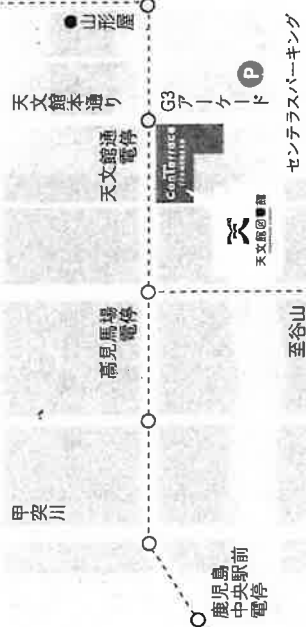 山形屋
天文館本通り
天文館通
電停
G3
アーケード
P
センテラスパーキング
cenTerrace
天文館図書館
高見馬場
電停
至谷山
甲突川
鹿児島
中央駅前
電停